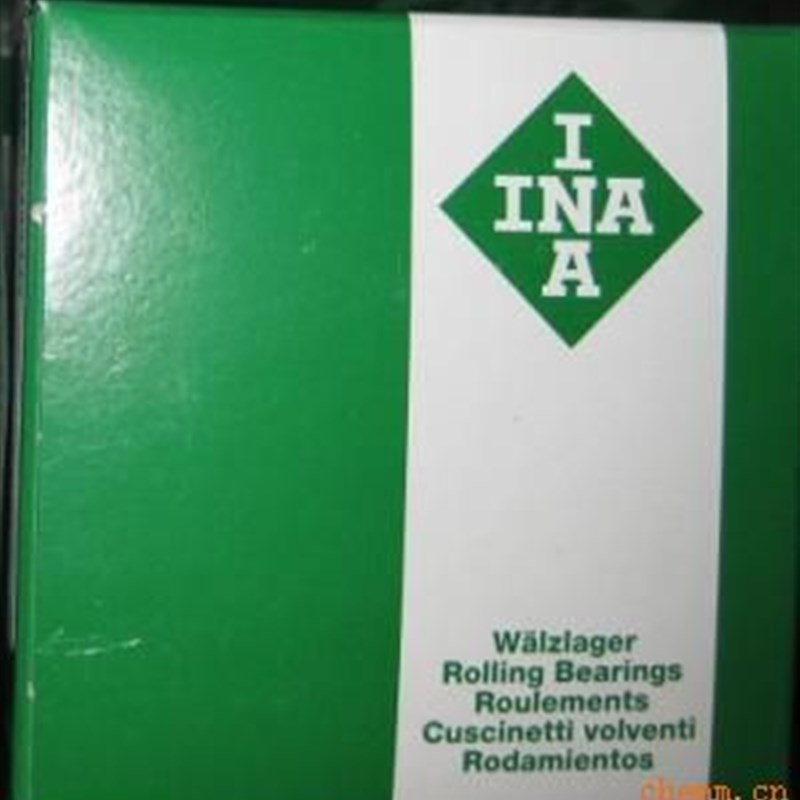 I
INA
A
Wälzlager
Rolling Bearings
Roulements
Cuscinetti volventi
Rodamientos